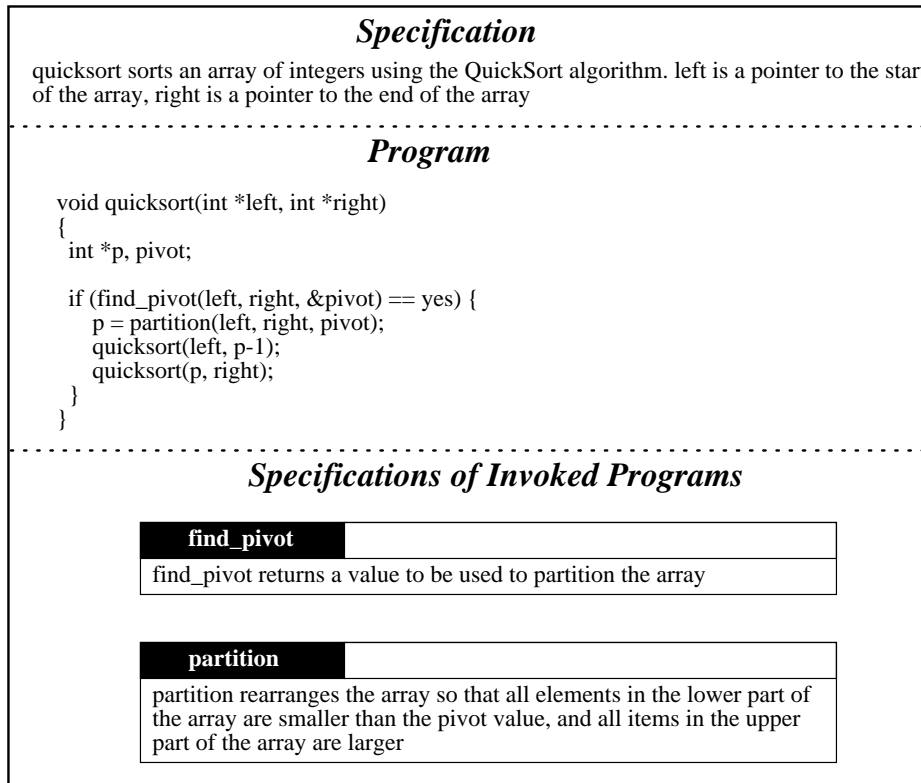 Specification
quicksort sorts an array of integers using the QuickSort algorithm. left is a pointer to the start
of the array, right is a pointer to the end of the array
Program
void quicksort(int *left, int *right)
{
int *p, pivot;
if (find_pivot(left, right, &pivot) == yes) {
p = partition(left, right, pivot);
quicksort(left, p-1);
quicksort(p, right);
}
}
Specifications of Invoked Programs
find_pivot
find_pivot returns a value to be used to partition the array
partition
partition rearranges the array so that all elements in the lower part of
the array are smaller than the pivot value, and all items in the upper
part of the array are larger